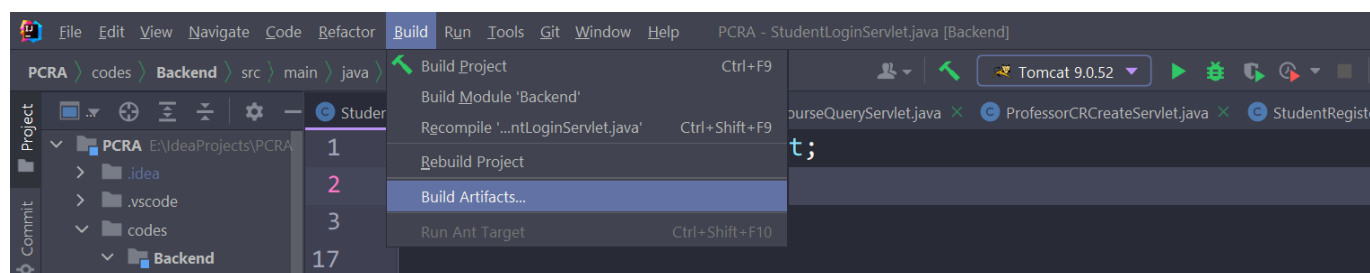 File Edit View Navigate Code Refactor Build Run Tools Git Window Help PCRA - StudentLoginServlet.java [Backend]
PCRA codes Backend src main java
Tomcat 9.0.52
Build Project Ctrl+F9
Build Module 'Backend'
Recompile '...ntLoginServlet.java' Ctrl+Shift+F9
Rebuild Project
Build Artifacts...
Run Ant Target Ctrl+Shift+F10
Studer
ourseQueryServlet.java ProfessorCRCreateServlet.java StudentRegist
Project
Commit
PCRA E:\IdeaProjects\PCRA
.idea
.vscode
codes
Backend
1 t;
2
3
17